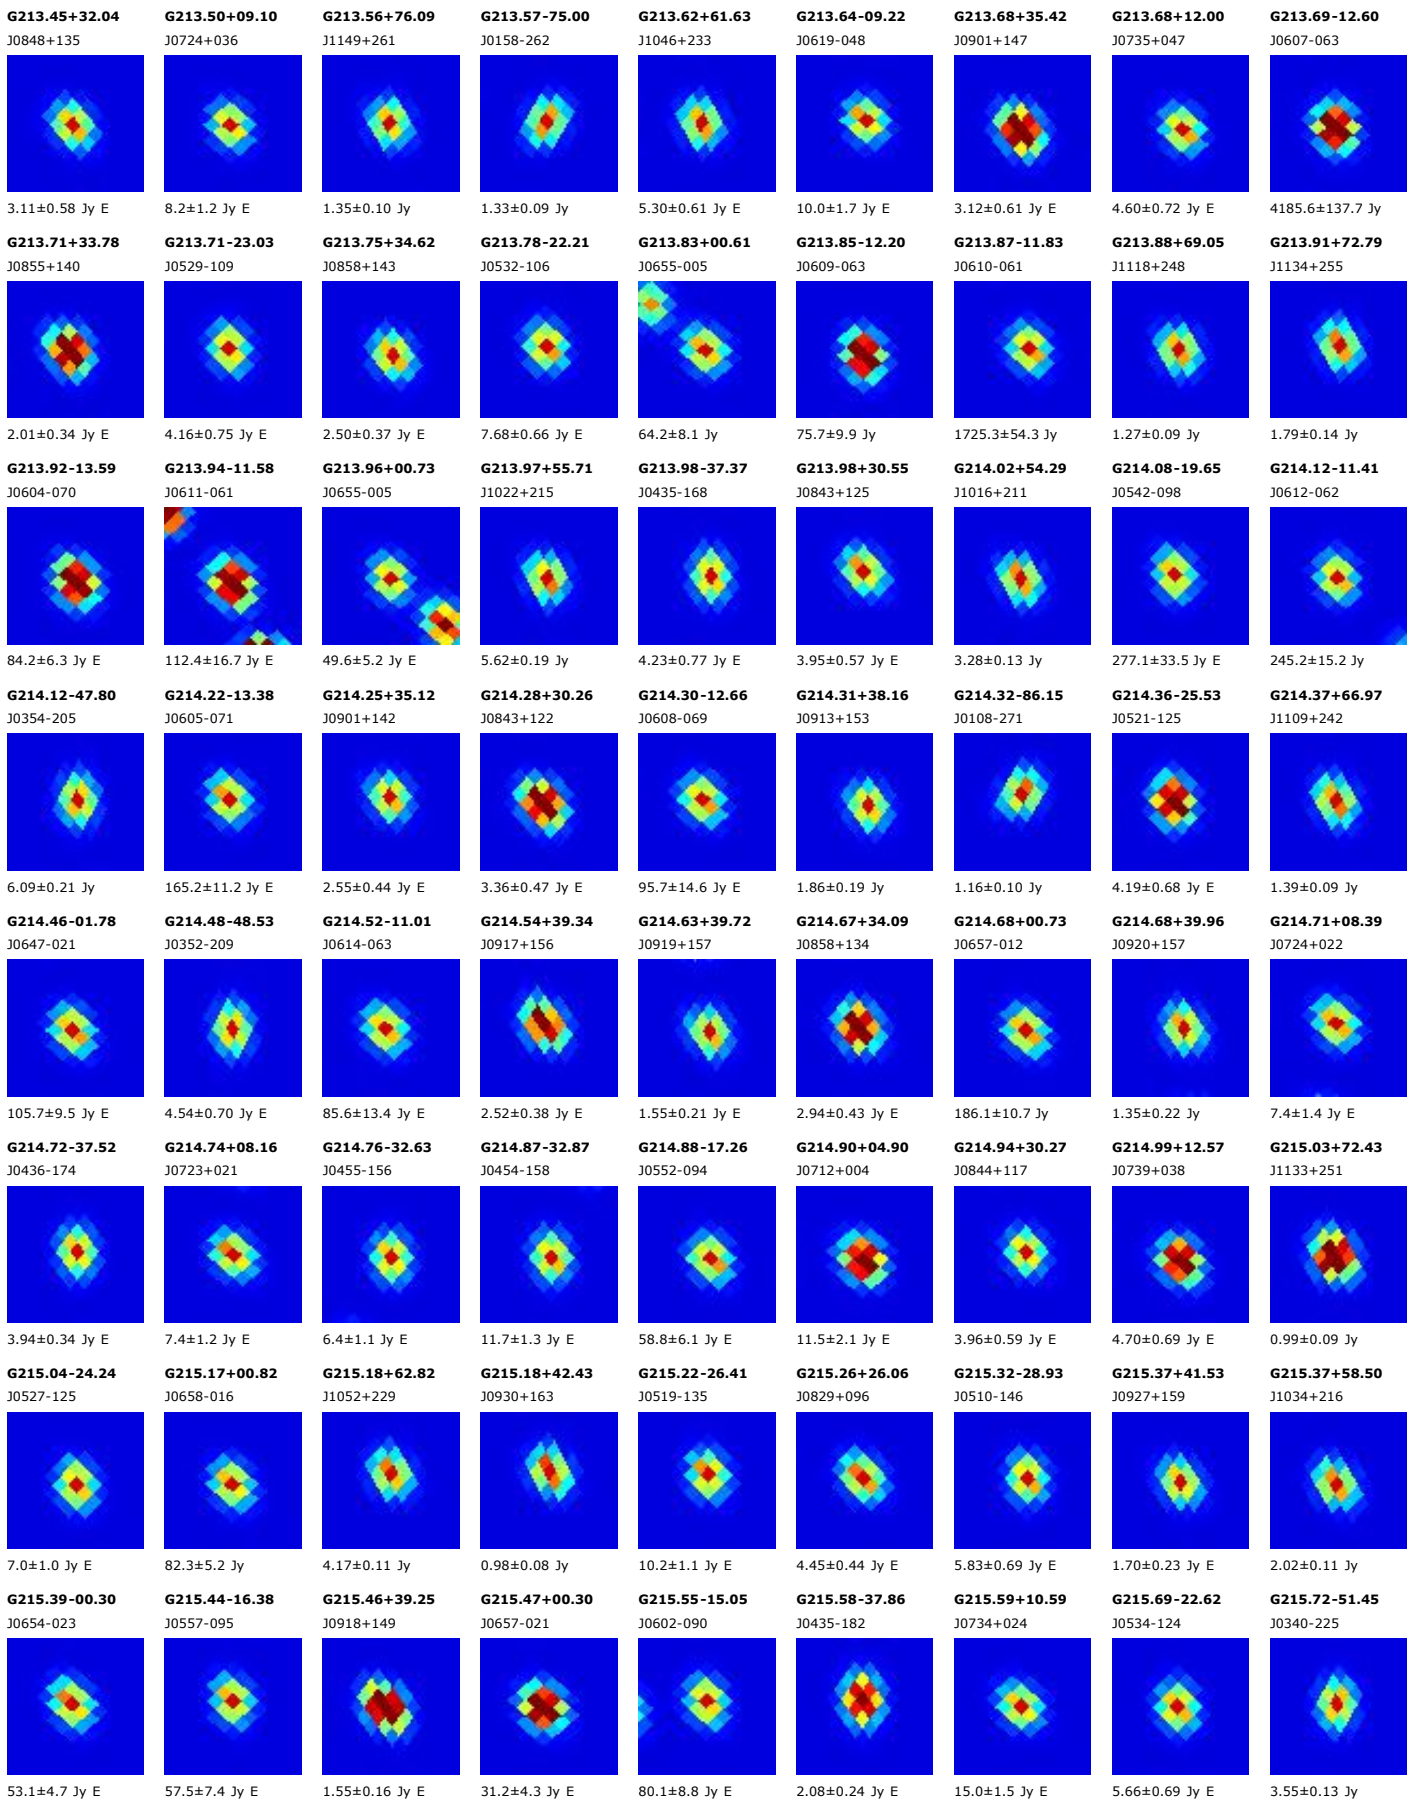 G213.45+32.04 G213.50+09.10 G213.56+76.09 G213.57-75.00 G213.62+61.63 G213.64-09.22 G213.68+35.42 G213.68+12.00 G213.69-12.60
J0848+135 J0724+036 J1149+261 J0158-262 J1046+233 J0619-048 J0901+147 J0735+047 J0607-063
3.11±0.58 Jy E 8.2±1.2 Jy E 1.35±0.10 Jy 1.33±0.09 Jy 5.30±0.61 Jy E 10.0±1.7 Jy E 3.12±0.61 Jy E 4.60±0.72 Jy E 4185.6±137.7 Jy
G213.71+33.78 G213.71-23.03 G213.75+34.62 G213.78-22.21 G213.83+00.61 G213.85-12.20 G213.87-11.83 G213.88+69.05 G213.91+72.79
J0855+140 J0529-109 J0858+143 J0532-106 J0655-005 J0609-063 J0610-061 J1118+248 J1134+255
2.01±0.34 Jy E 4.16±0.75 Jy E 2.50±0.37 Jy E 7.68±0.66 Jy E 64.2±8.1 Jy 75.7±9.9 Jy 1725.3±54.3 Jy 1.27±0.09 Jy 1.79±0.14 Jy
G213.92-13.59 G213.94-11.58 G213.96+00.73 G213.97+55.71 G213.98-37.37 G213.98+30.55 G214.02+54.29 G214.08-19.65 G214.12-11.41
J0604-070 J0611-061 J0655-005 J1022+215 J0435-168 J0843+125 J1016+211 J0542-098 J0612-062
84.2±6.3 Jy E 112.4±16.7 Jy E 49.6±5.2 Jy E 5.62±0.19 Jy 4.23±0.77 Jy E 3.95±0.57 Jy E 3.28±0.13 Jy 277.1±33.5 Jy E 245.2±15.2 Jy
G214.12-47.80 G214.22-13.38 G214.25+35.12 G214.28+30.26 G214.30-12.66 G214.31+38.16 G214.32-86.15 G214.36-25.53 G214.37+66.97
J0354-205 J0605-071 J0901+142 J0843+122 J0608-069 J0913+153 J0108-271 J0521-125 J1109+242
6.09±0.21 Jy 165.2±11.2 Jy E 2.55±0.44 Jy E 3.36±0.47 Jy E 95.7±14.6 Jy E 1.86±0.19 Jy 1.16±0.10 Jy 4.19±0.68 Jy E 1.39±0.09 Jy
G214.46-01.78 G214.48-48.53 G214.52-11.01 G214.54+39.34 G214.63+39.72 G214.67+34.09 G214.68+00.73 G214.68+39.96 G214.71+08.39
J0647-021 J0352-209 J0614-063 J0917+156 J0919+157 J0858+134 J0657-012 J0920+157 J0724+022
105.7±9.5 Jy E 4.54±0.70 Jy E 85.6±13.4 Jy E 2.52±0.38 Jy E 1.55±0.21 Jy E 2.94±0.43 Jy E 186.1±10.7 Jy 1.35±0.22 Jy 7.4±1.4 Jy E
G214.72-37.52 G214.74+08.16 G214.76-32.63 G214.87-32.87 G214.88-17.26 G214.90+04.90 G214.94+30.27 G214.99+12.57 G215.03+72.43
J0436-174 J0723+021 J0455-156 J0454-158 J0552-094 J0712+004 J0844+117 J0739+038 J1133+251
3.94±0.34 Jy E 7.4±1.2 Jy E 6.4±1.1 Jy E 11.7±1.3 Jy E 58.8±6.1 Jy E 11.5±2.1 Jy E 3.96±0.59 Jy E 4.70±0.69 Jy E 0.99±0.09 Jy
G215.04-24.24 G215.17+00.82 G215.18+62.82 G215.18+42.43 G215.22-26.41 G215.26+26.06 G215.32-28.93 G215.37+41.53 G215.37+58.50
J0527-125 J0658-016 J1052+229 J0930+163 J0519-135 J0829+096 J0510-146 J0927+159 J1034+216
7.0±1.0 Jy E 82.3±5.2 Jy 4.17±0.11 Jy 0.98±0.08 Jy 10.2±1.1 Jy E 4.45±0.44 Jy E 5.83±0.69 Jy E 1.70±0.23 Jy E 2.02±0.11 Jy
G215.39-00.30 G215.44-16.38 G215.46+39.25 G215.47+00.30 G215.55-15.05 G215.58-37.86 G215.59+10.59 G215.69-22.62 G215.72-51.45
J0654-023 J0557-095 J0918+149 J0657-021 J0602-090 J0435-182 J0734+024 J0534-124 J0340-225
53.1±4.7 Jy E 57.5±7.4 Jy E 1.55±0.16 Jy E 31.2±4.3 Jy E 80.1±8.8 Jy E 2.08±0.24 Jy E 15.0±1.5 Jy E 5.66±0.69 Jy E 3.55±0.13 Jy